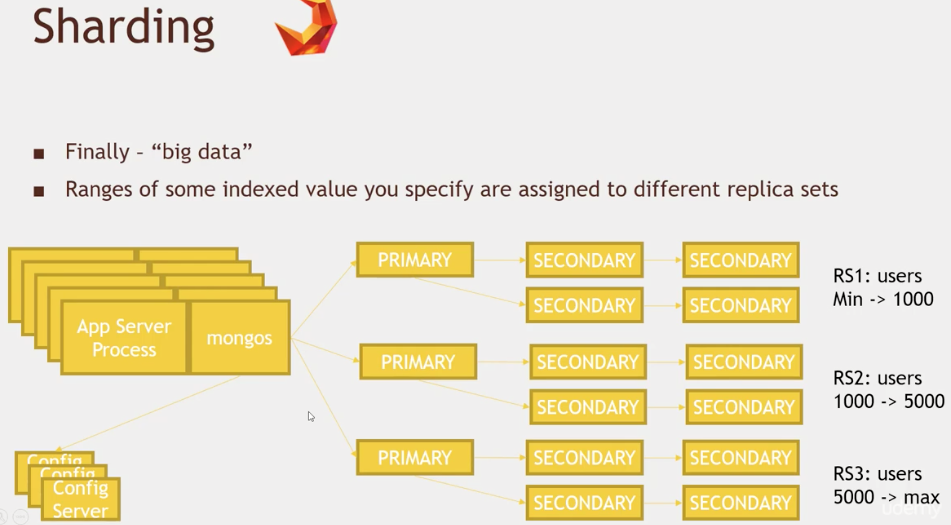 Sharding
■ Finally – “big data”
■ Ranges of some indexed value you specify are assigned to different replica sets
App Server
Process
mongos
Config
Config
Config
Server
PRIMARY
SECONDARY
SECONDARY
SECONDARY
SECONDARY
RS1: users
Min -> 1000
PRIMARY
SECONDARY
SECONDARY
SECONDARY
SECONDARY
RS2: users
1000 -> 5000
PRIMARY
SECONDARY
SECONDARY
SECONDARY
SECONDARY
RS3: users
5000 -> max
Udemy